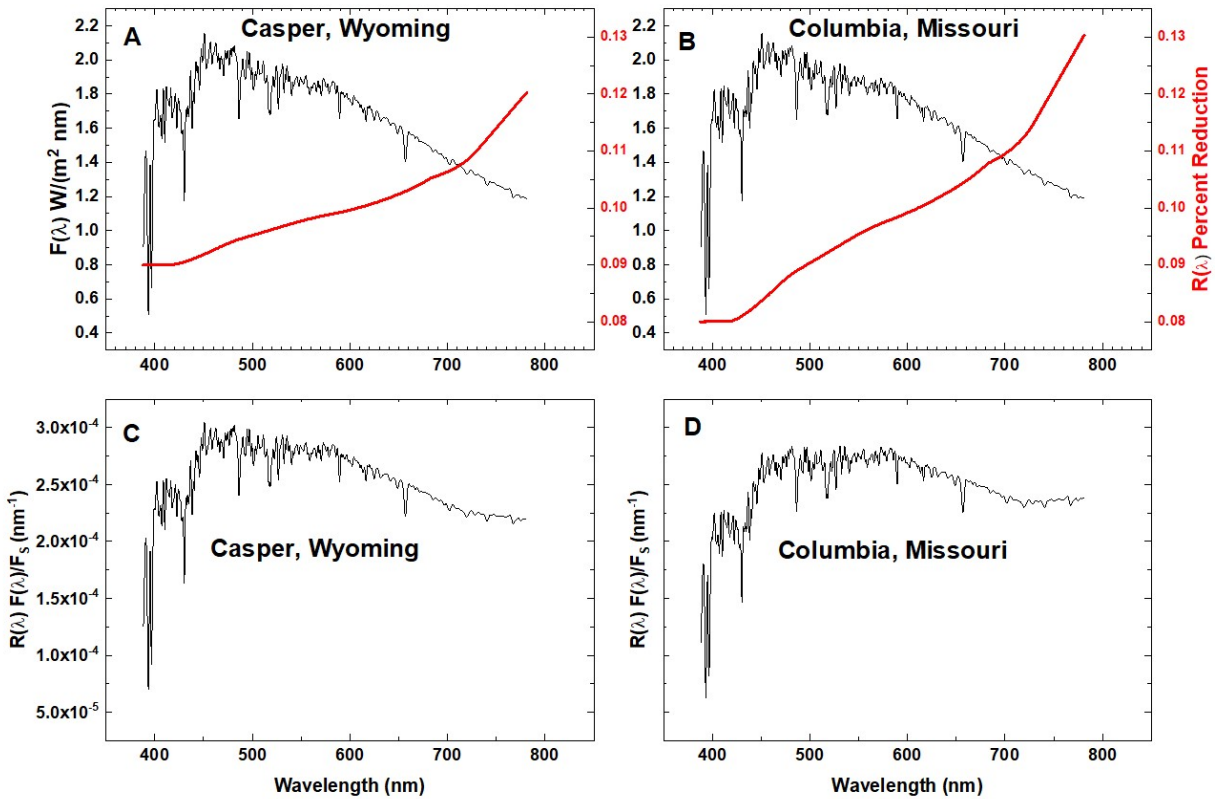 A
Casper, Wyoming
2.2
2.0
1.8
1.6
1.4
1.2
1.0
0.8
0.6
0.4
F(λ) W/(m² nm)
0.13
0.12
0.11
0.10
0.09
0.08
400 500 600 700 800
B
Columbia, Missouri
2.2
2.0
1.8
1.6
1.4
1.2
1.0
0.8
0.6
0.4
0.13
0.12
0.11
0.10
0.09
0.08
R(λ) Percent Reduction
400 500 600 700 800
C
Casper, Wyoming
3.0x10⁻⁴
2.5x10⁻⁴
2.0x10⁻⁴
1.5x10⁻⁴
1.0x10⁻⁴
5.0x10⁻⁵
R(λ) F(λ)/Fₛ (nm⁻¹)
400 500 600 700 800
Wavelength (nm)
D
Columbia, Missouri
R(λ) F(λ)/Fₛ (nm⁻¹)
400 500 600 700 800
Wavelength (nm)